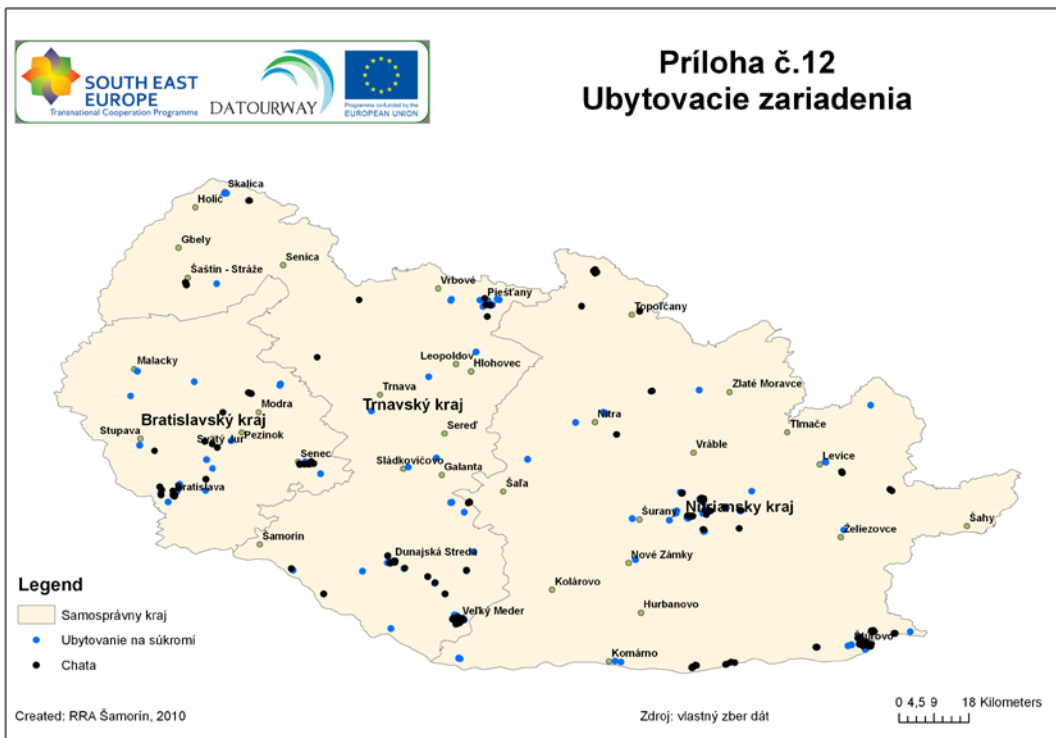 SOUTH EAST
EUROPE
Transnational Cooperation Programme
DATOURWAY
Programme co-funded by the
EUROPEAN UNION
Príloha č.12
Ubytovacie zariadenia
Skalica
Holíč
Gbely
Senica
Šaštin - Stráže
Vrbové
Piešťany
Topoľčany
Malacky
Leopoldov
Hlohovec
Trnava
Zlaté Moravce
Modra
Bratislavský kraj
Trnavský kraj
Nitra
Stupava
Svätý Jur
Pezinok
Sereď
Tlmače
Vráble
Senec
Sládkovičovo
Galanta
Levice
Bratislava
Šaľa
Nitriansky kraj
Šurany
Šahy
Želiezovce
Šamorín
Dunajská Streda
Nové Zámky
Kolárovo
Veľký Meder
Hurbanovo
Štúrovo
Komárno
Legend
Samosprávny kraj
Ubytovanie na súkromí
Chata
Created: RRA Šamorín, 2010
Zdroj: vlastný zber dát
0 4,5 9 18 Kilometers